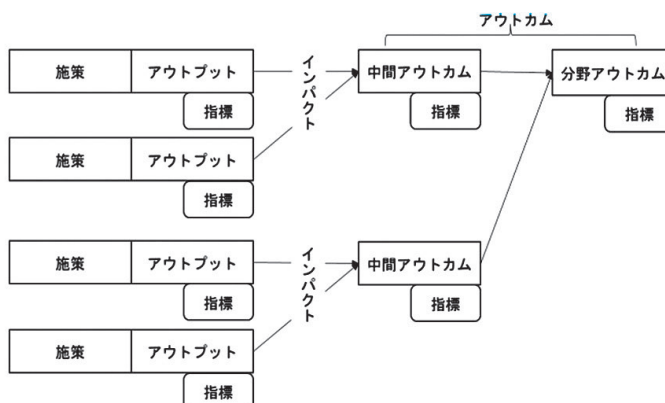 アウトカム
施策 アウトプット インパクト 中間アウトカム 分野アウトカム
指標 指標 指標
施策 アウトプット
指標
施策 アウトプット インパクト 中間アウトカム
指標 指標
施策 アウトプット
指標